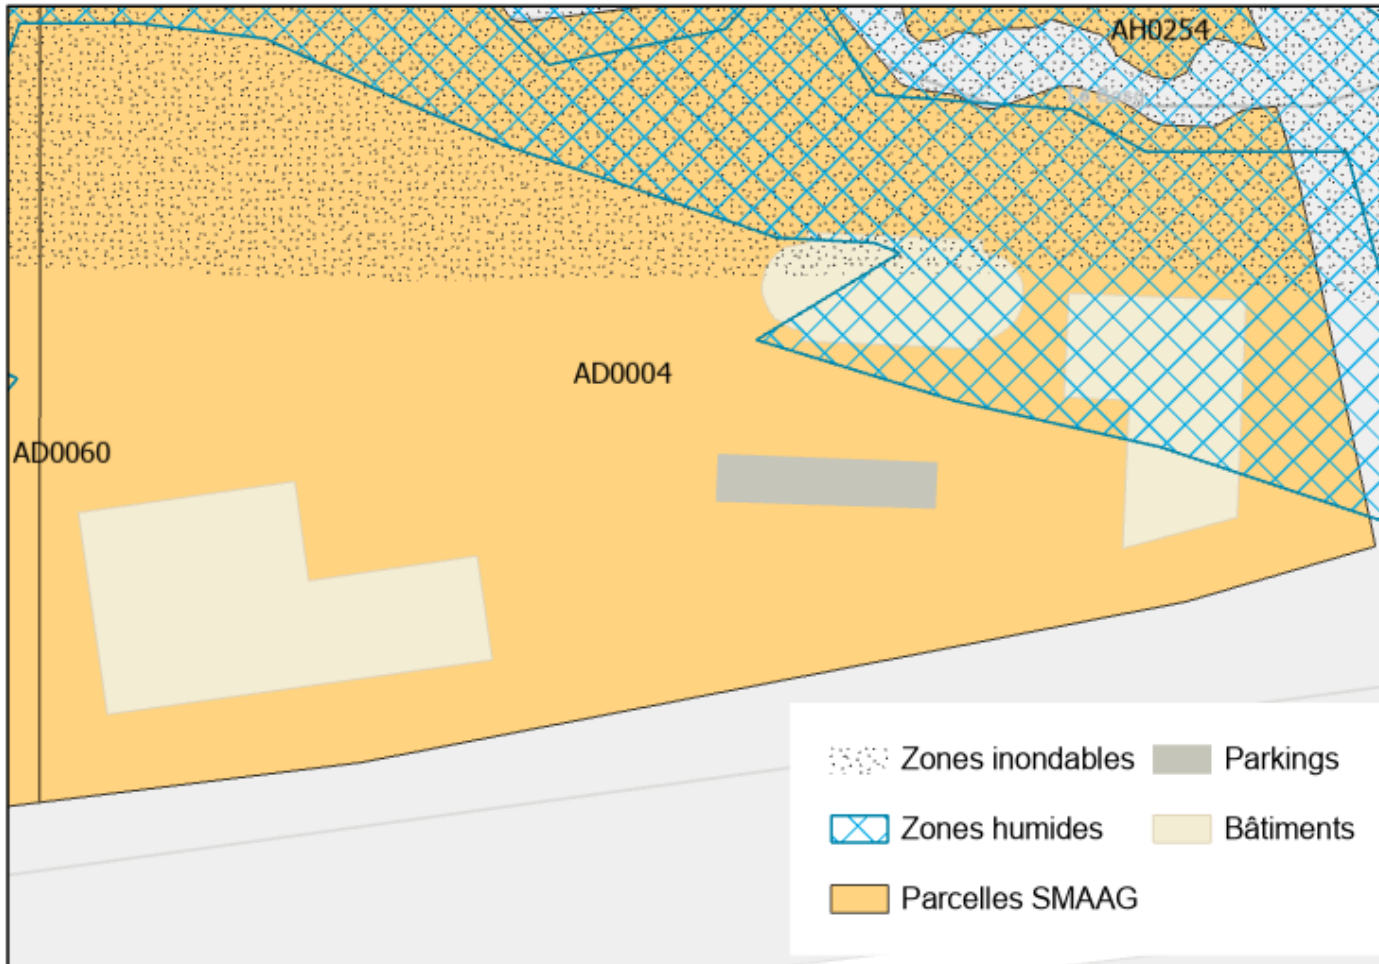 AH0254
AD0004
AD0060
Zones inondables
Parkings
Zones humides
Bâtiments
Parcelles SMAAG